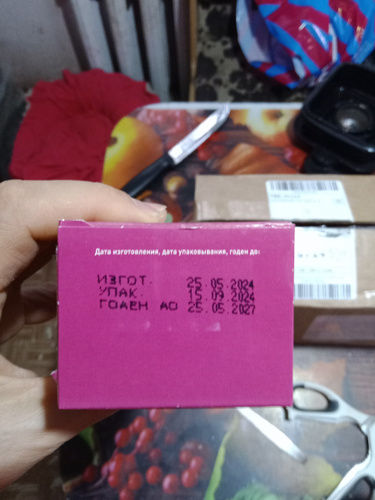 Дата изготовления, дата упаковывания, годен до:
ИЗГОТ. 25.05.2024
УПАК. 15.09.2024
ГОДЕН ДО 25.05.2027